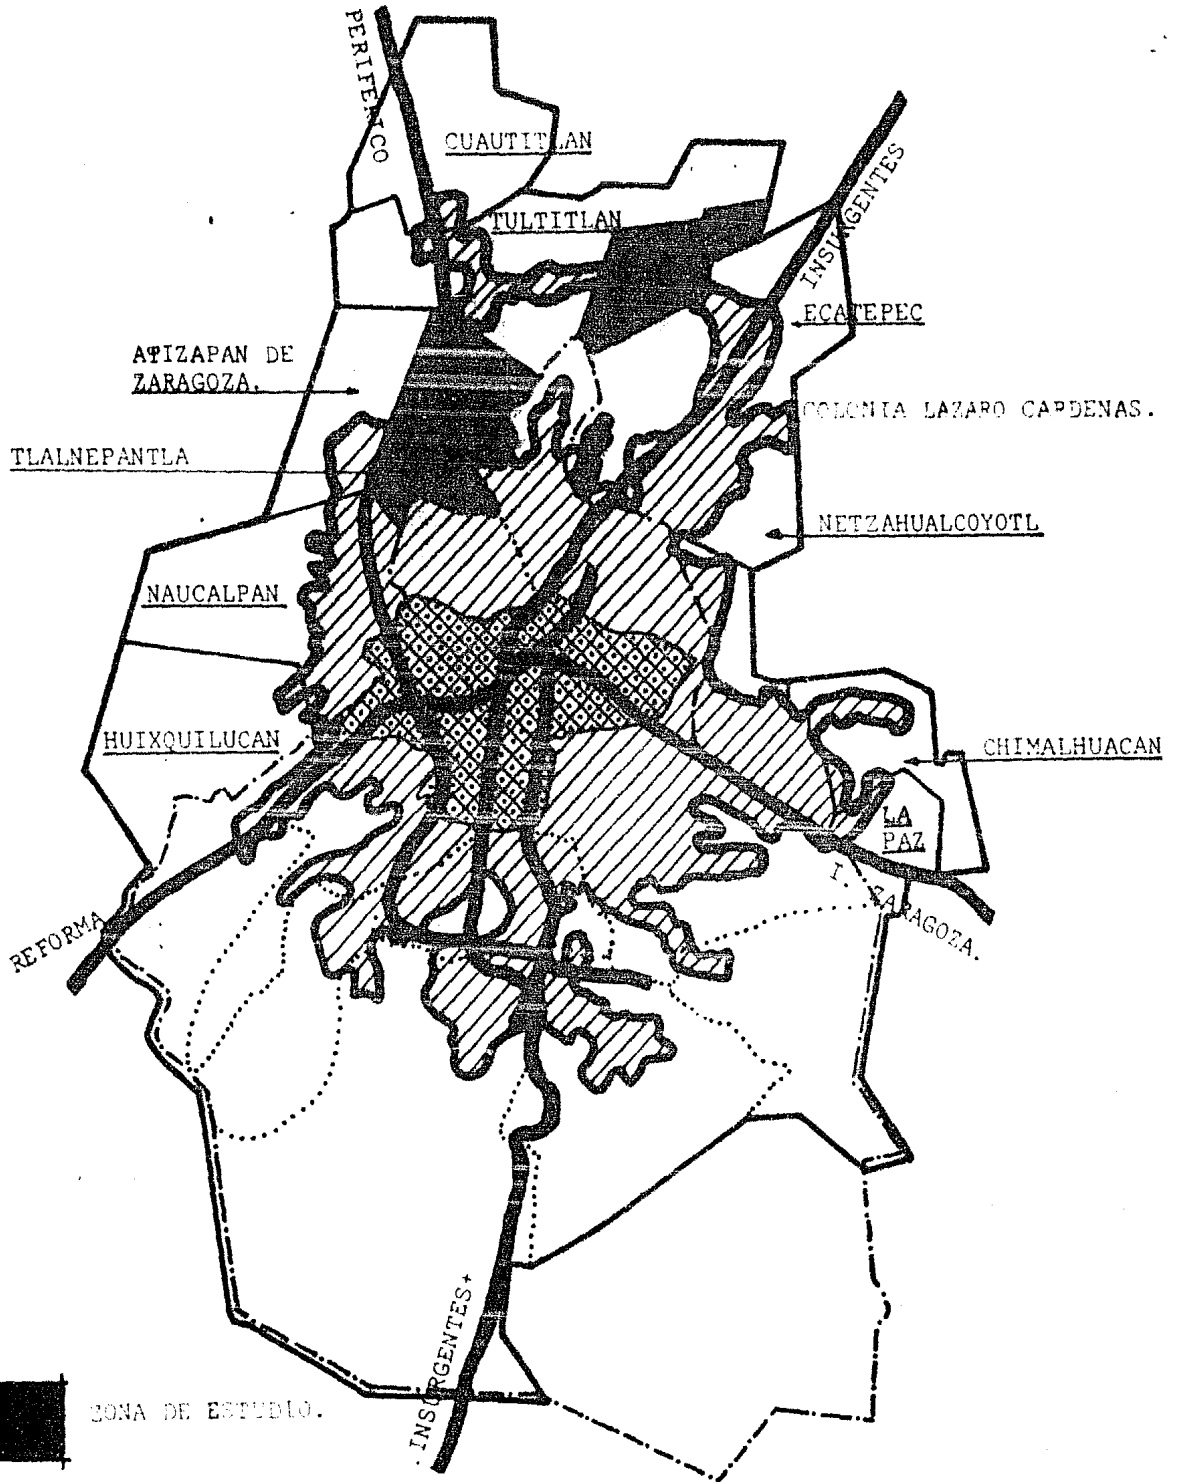 PERIFERICO
CUAUTITLAN
INSURGENTES
TULTITLAN
ECATEPEC
ATIZAPAN DE
ZARAGOZA.
COLONIA LAZARO CARDENAS.
TLALNEPANTLA
NETZAHUALCOYOTL
NAUCALPAN
HUIXQUILUCAN
CHIMALHUACAN
LA
PAZ
I. ZARAGOZA.
REFORMA
INSURGENTES+
ZONA DE ESTUDIO.